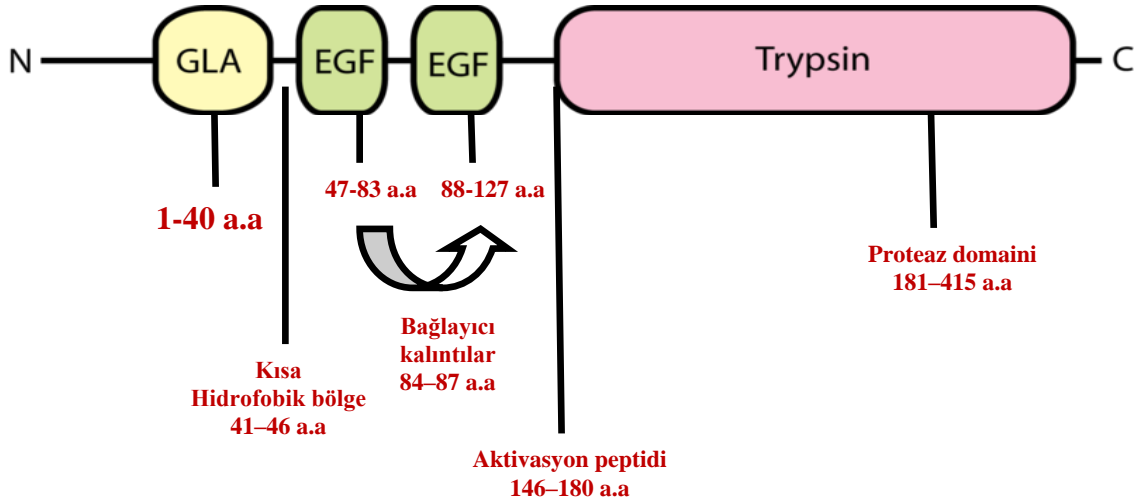 N
GLA
EGF
EGF
Trypsin
C
47-83 a.a
88-127 a.a
1-40 a.a
Proteaz domaini
181–415 a.a
Bağlayıcı
kalıntılar
84–87 a.a
Kısa
Hidrofobik bölge
41–46 a.a
Aktivasyon peptidi
146–180 a.a